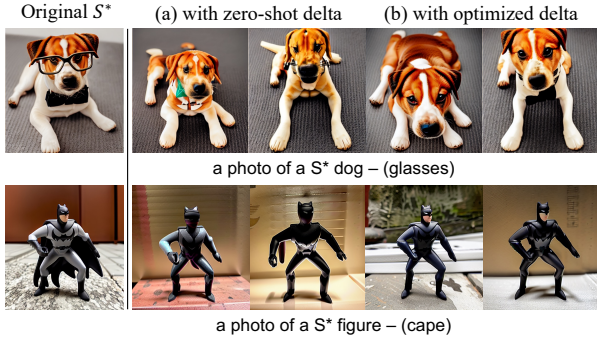 Original S* (a) with zero-shot delta (b) with optimized delta
a photo of a S* dog – (glasses)
a photo of a S* figure – (cape)